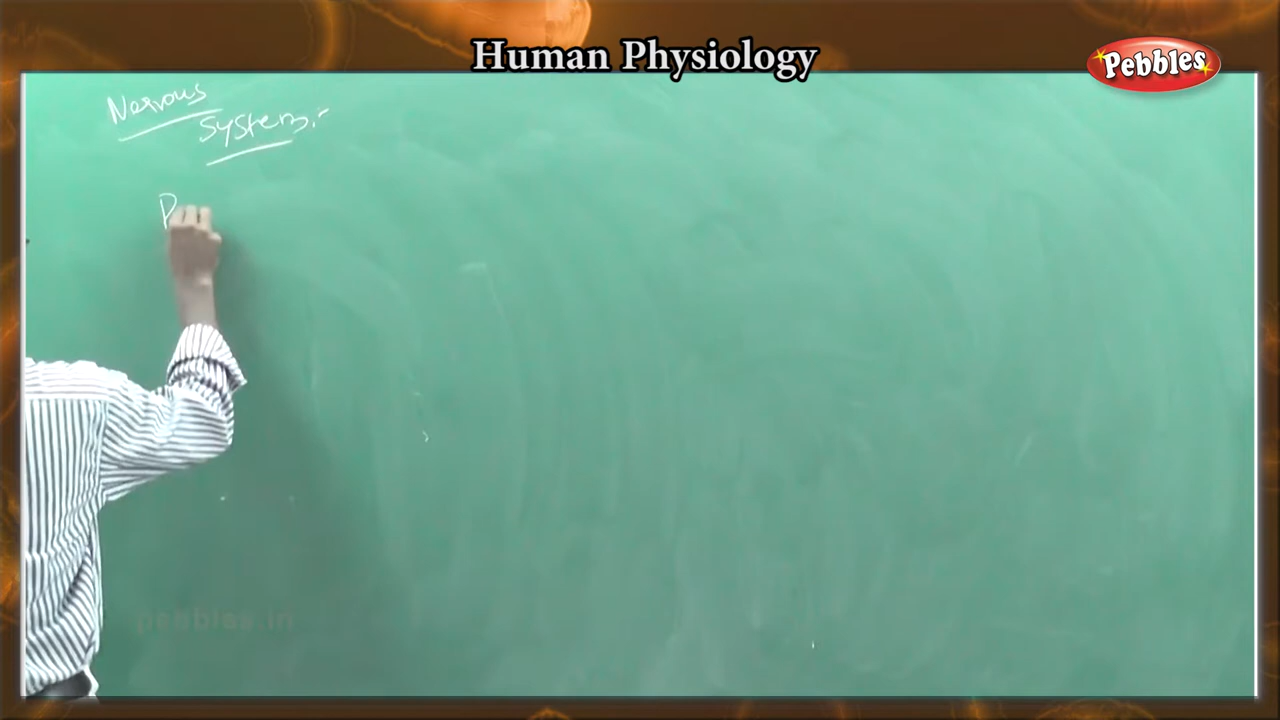 Human Physiology
Pebbles
Nervous
System:-
P
pebbles.in